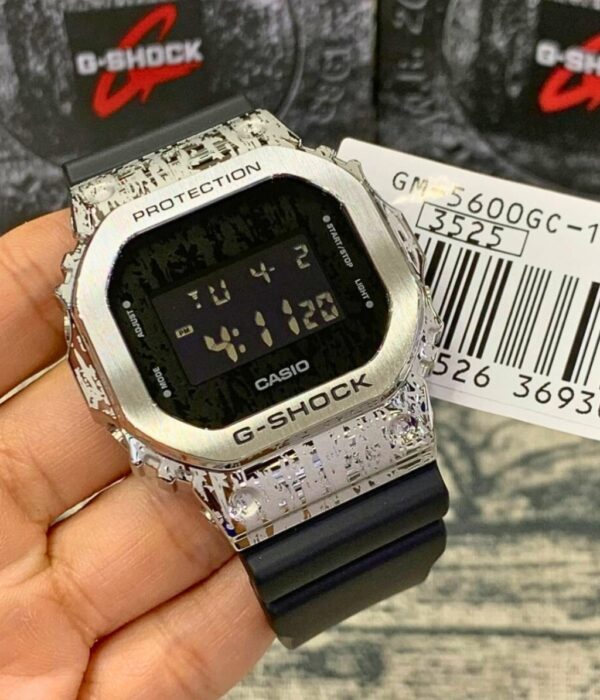 G-SHOCK
G-SHOCK
PROTECTION
START/STOP
ADJUST
LIGHT
MODE
TU 4-2
PM 4:11 20
CASIO
G-SHOCK
GM-5600GC-1
3525
526